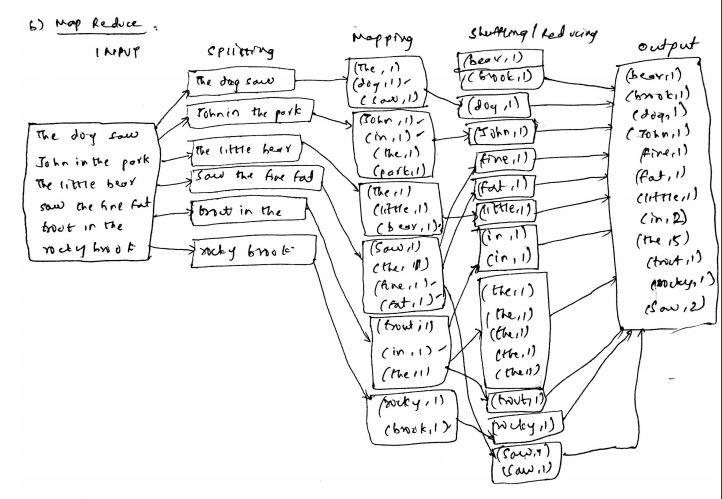 b) Map Reduce :
INPUT
Splitting
Mapping
Shuffling / Reducing
Output
The dog saw
John in the park
The little bear
saw the fine fat
trout in the
rocky brook
The dog saw
John in the park
The little bear
Saw the fine fat
trout in the
rocky brook
(The, 1)
(dog, 1)
(saw, 1)
(John, 1)
(in, 1)
(the, 1)
(park, 1)
(The, 1)
(little, 1)
(bear, 1)
(Saw, 1)
(the, 1)
(fine, 1)
(fat, 1)
(trout, 1)
(in, 1)
(the, 1)
(rocky, 1)
(brook, 1)
(bear, 1)
(brook, 1)
(dog, 1)
(John, 1)
(fine, 1)
(fat, 1)
(little, 1)
(in, 1)
(in, 1)
(the, 1)
(the, 1)
(the, 1)
(the, 1)
(the, 1)
(trout, 1)
(rocky, 1)
(Saw, 1)
(Saw, 1)
(bear, 1)
(brook, 1)
(dog, 1)
(John, 1)
(fine, 1)
(fat, 1)
(little, 1)
(in, 2)
(the, 5)
(trout, 1)
(rocky, 1)
(Saw, 2)